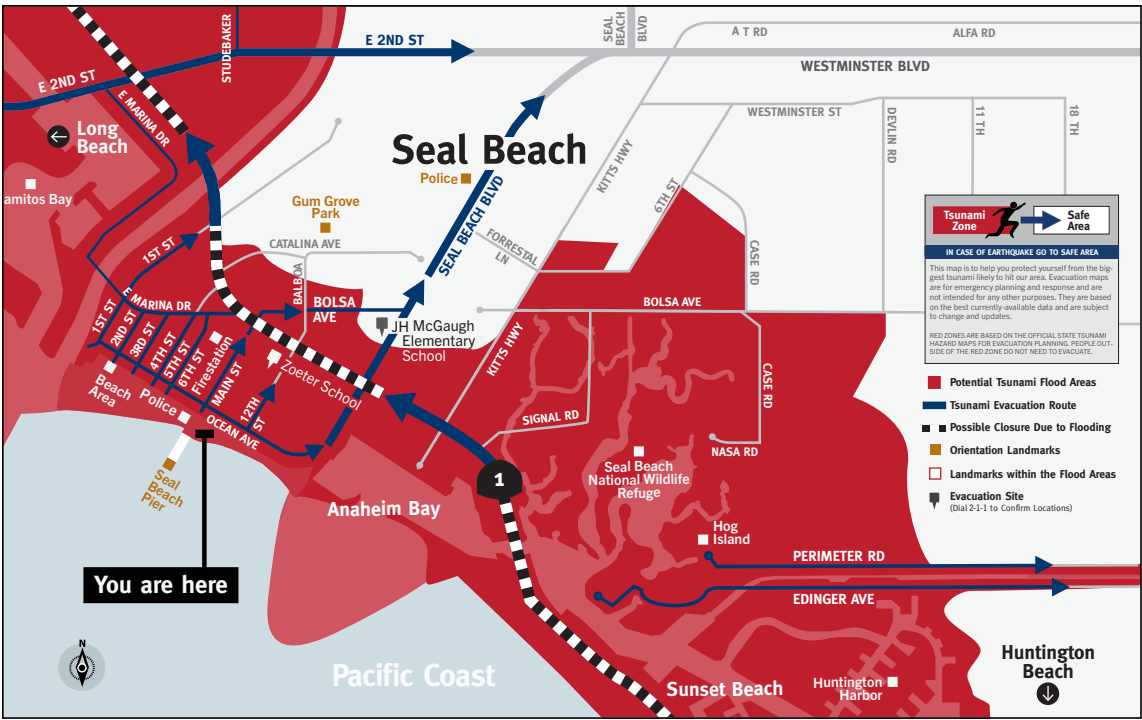 SEAL
BEACH
BLVD
A T RD
ALFA RD
STUDEBAKER
E 2ND ST
E 2ND ST
WESTMINSTER BLVD
E MARINA DR
WESTMINSTER ST
DEVLIN RD
11 TH
18 TH
Long
Beach
Seal Beach
KITTS HWY
Police
amitos Bay
6TH ST
SEAL BEACH BLVD
Gum Grove
Park
Tsunami
Zone
Safe
Area
IN CASE OF EARTHQUAKE GO TO SAFE AREA
This map is to help you protect yourself from the big-
gest tsunami likely to hit our area. Evacuation maps
are for emergency planning and response and are
not intended for any other purposes. They are based
on the best currently-available data and are subject
to change and updates.
RED ZONES ARE BASED ON THE OFFICIAL STATE TSUNAMI
HAZARD MAPS FOR EVACUATION PLANNING. PEOPLE OUT-
SIDE OF THE RED ZONE DO NOT NEED TO EVACUATE.
1ST ST
CATALINA AVE
FORRESTAL
LN
CASE RD
BALBOA
E MARINA DR
BOLSA
AVE
BOLSA AVE
1ST ST
2ND ST
3RD ST
4TH ST
5TH ST
6TH ST
Firestation
MAIN ST
12TH
ST
JH McGaugh
Elementary
School
KITTS HWY
Zoeter School
CASE RD
Beach
Area
Police
OCEAN AVE
SIGNAL RD
NASA RD
Potential Tsunami Flood Areas
Tsunami Evacuation Route
Possible Closure Due to Flooding
Orientation Landmarks
Landmarks within the Flood Areas
Evacuation Site
(Dial 2-1-1 to Confirm Locations)
Seal Beach
National Wildlife
Refuge
Seal
Beach
Pier
1
Anaheim Bay
Hog
Island
PERIMETER RD
You are here
EDINGER AVE
N
Pacific Coast
Sunset Beach
Huntington
Harbor
Huntington
Beach